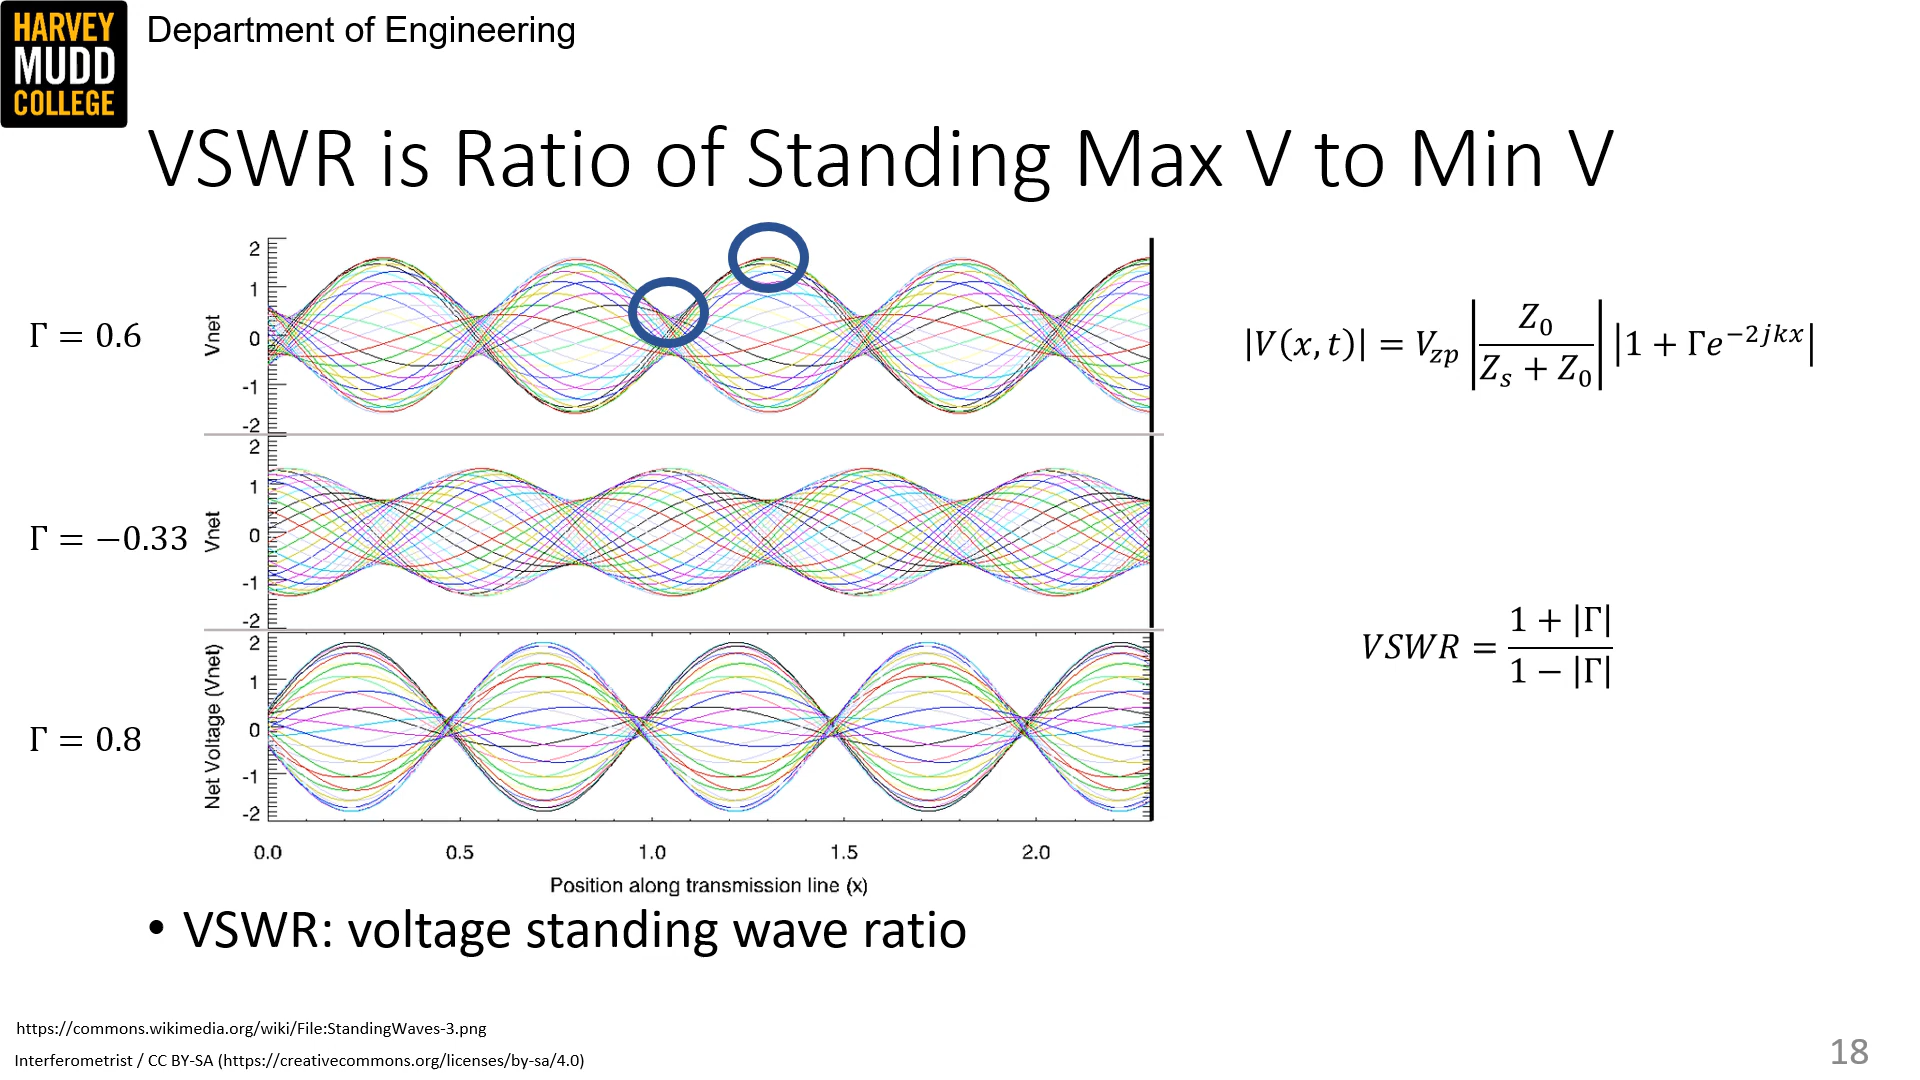 HARVEY
MUDD
COLLEGE
Department of Engineering
VSWR is Ratio of Standing Max V to Min V
Γ = 0.6
Vnet
2
1
0
-1
-2
|V(x, t)| = V_zp |Z_0 / (Z_s + Z_0)| |1 + Γe^{−2jkx}|
Γ = −0.33
Vnet
2
1
0
-1
-2
VSWR = (1 + |Γ|) / (1 − |Γ|)
Γ = 0.8
Net Voltage (Vnet)
2
1
0
-1
-2
0.0 0.5 1.0 1.5 2.0
Position along transmission line (x)
• VSWR: voltage standing wave ratio
https://commons.wikimedia.org/wiki/File:StandingWaves-3.png
Interferometrist / CC BY-SA (https://creativecommons.org/licenses/by-sa/4.0)
18